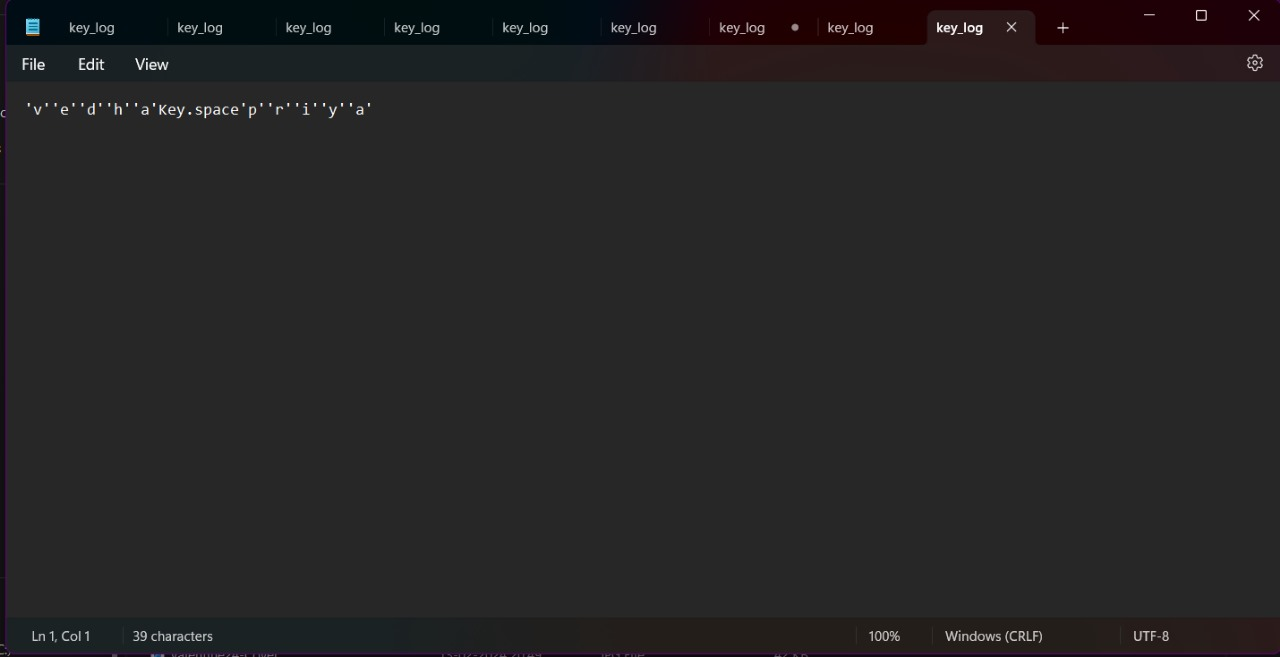 key_log key_log key_log key_log key_log key_log key_log key_log key_log
File Edit View
'v''e''d''h''a'Key.space'p''r''i''y''a'
Ln 1, Col 1 39 characters 100% Windows (CRLF) UTF-8